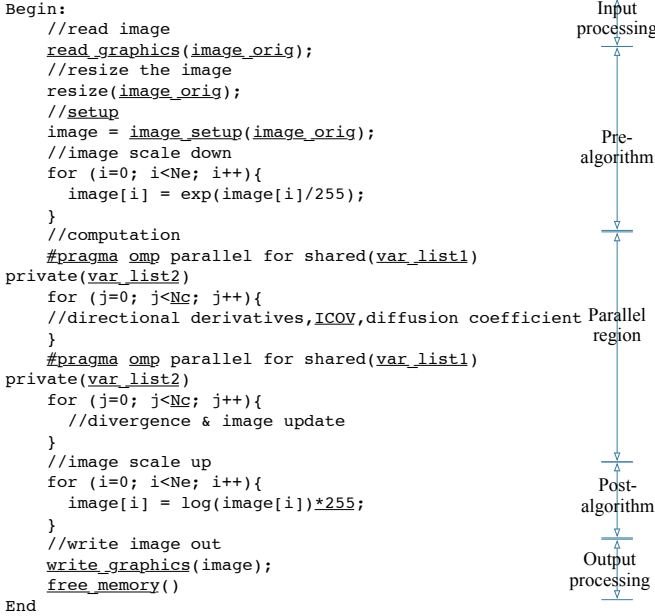 Begin:
//read image
read_graphics(image_orig);
//resize the image
resize(image_orig);
//setup
image = image_setup(image_orig);
//image scale down
for (i=0; i<Ne; i++){
image[i] = exp(image[i]/255);
}
//computation
#pragma omp parallel for shared(var_list1)
private(var_list2)
for (j=0; j<Nc; j++){
//directional derivatives,ICOV,diffusion coefficient
}
#pragma omp parallel for shared(var_list1)
private(var_list2)
for (j=0; j<Nc; j++){
//divergence & image update
}
//image scale up
for (i=0; i<Ne; i++){
image[i] = log(image[i])*255;
}
//write image out
write_graphics(image);
free_memory()
End
Input
processing
Pre-
algorithm
Parallel
region
Post-
algorithm
Output
processing